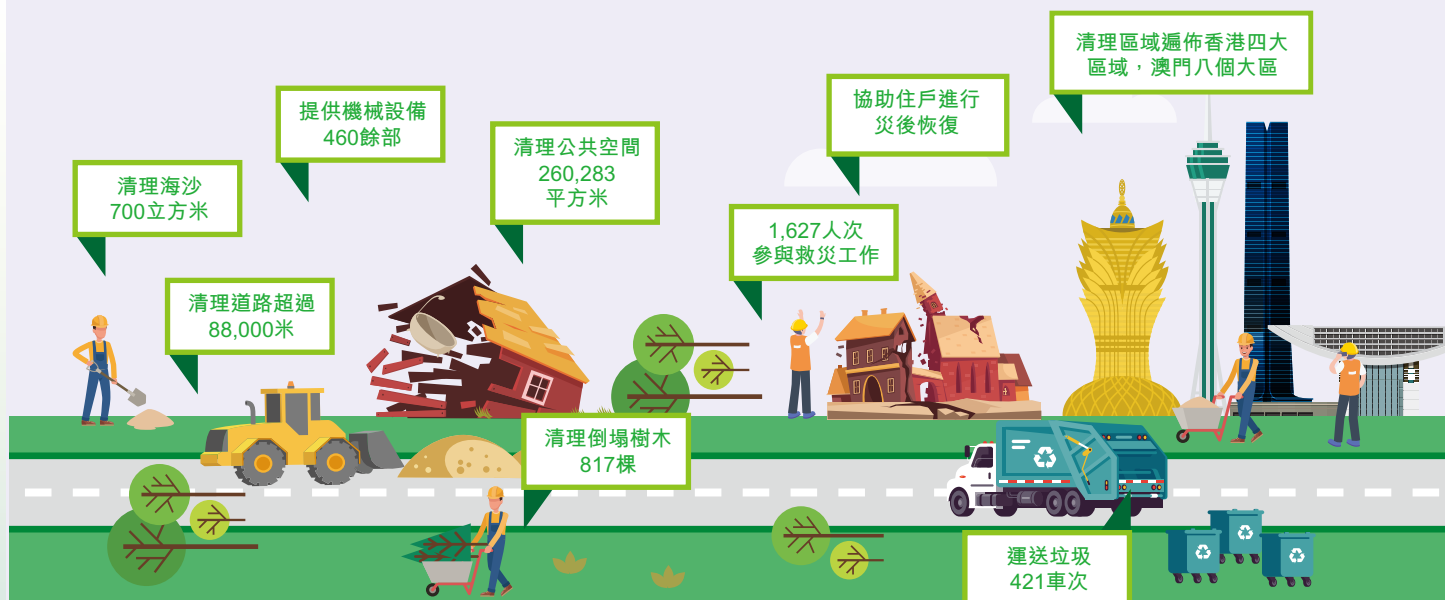 清理海沙
700立方米
提供機械設備
460餘部
清理道路超過
88,000米
清理公共空間
260,283
平方米
清理倒塌樹木
817棵
1,627人次
參與救災工作
協助住戶進行
災後恢復
清理區域遍佈香港四大
區域，澳門八個大區
運送垃圾
421車次